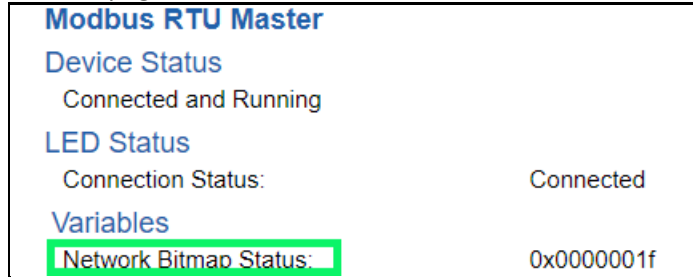 Modbus RTU Master
Device Status
Connected and Running
LED Status
Connection Status: Connected
Variables
Network Bitmap Status: 0x0000001f